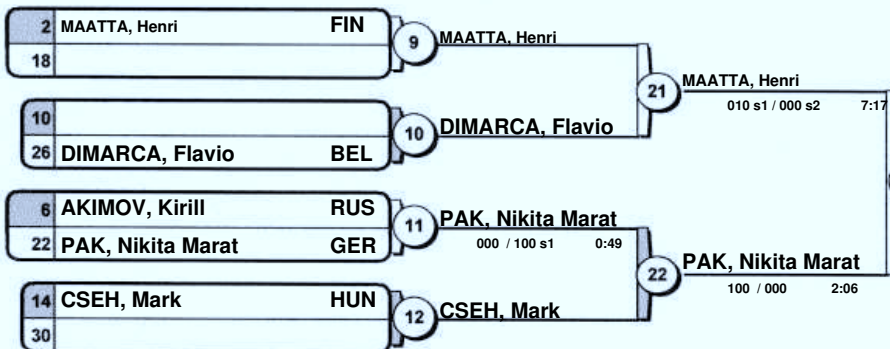 2 MAATTA, Henri FIN
18
9 MAATTA, Henri
10
26 DIMARCA, Flavio BEL
10 DIMARCA, Flavio
21 MAATTA, Henri
010 s1 / 000 s2 7:17
6 AKIMOV, Kirill RUS
22 PAK, Nikita Marat GER
11 PAK, Nikita Marat
000 / 100 s1 0:49
14 CSEH, Mark HUN
30
12 CSEH, Mark
22 PAK, Nikita Marat
100 / 000 2:06